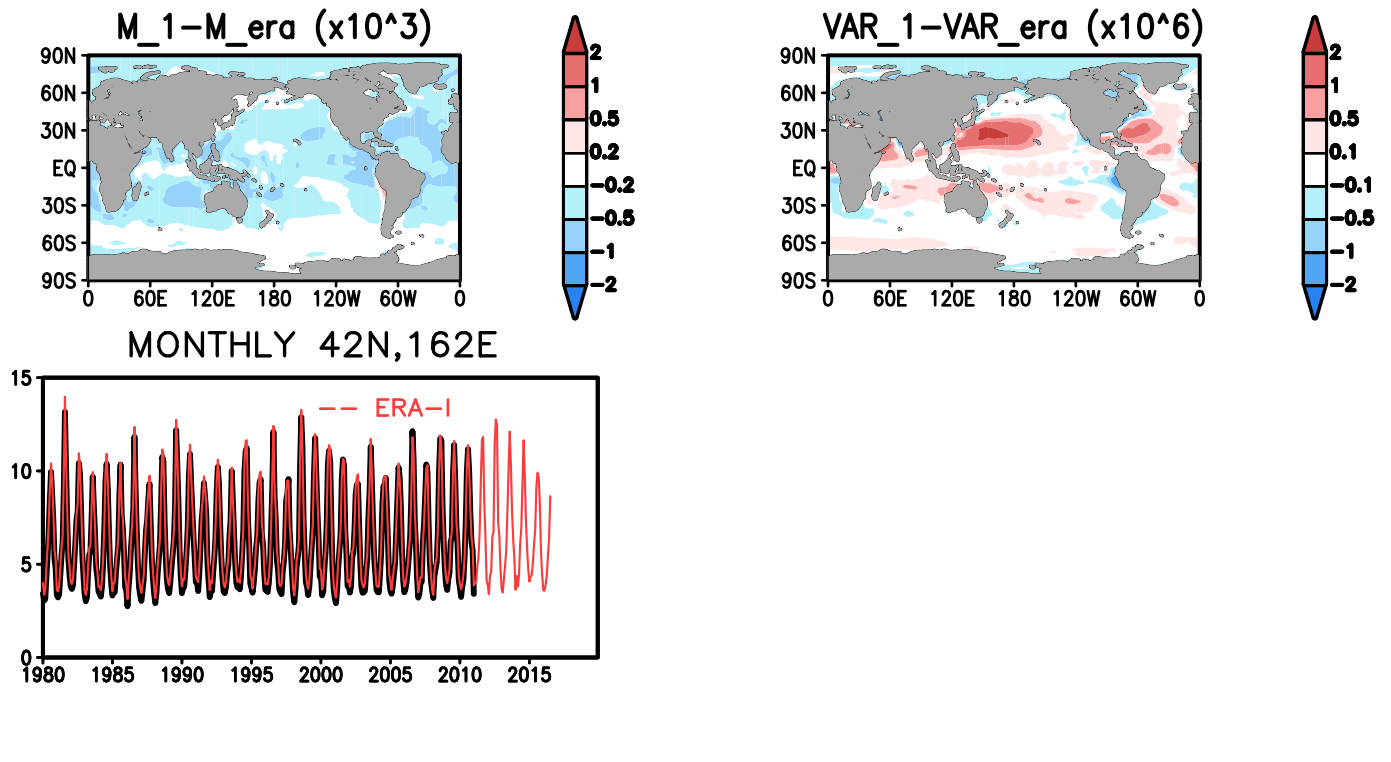 M_1-M_era (x10^3)
90N
60N
30N
EQ
30S
60S
90S
0 60E 120E 180 120W 60W 0
2
1
0.5
0.2
-0.2
-0.5
-1
-2
VAR_1-VAR_era (x10^6)
90N
60N
30N
EQ
30S
60S
90S
0 60E 120E 180 120W 60W 0
2
1
0.5
0.1
-0.1
-0.5
-1
-2
MONTHLY 42N,162E
15
10
5
0
-- ERA-I
1980 1985 1990 1995 2000 2005 2010 2015